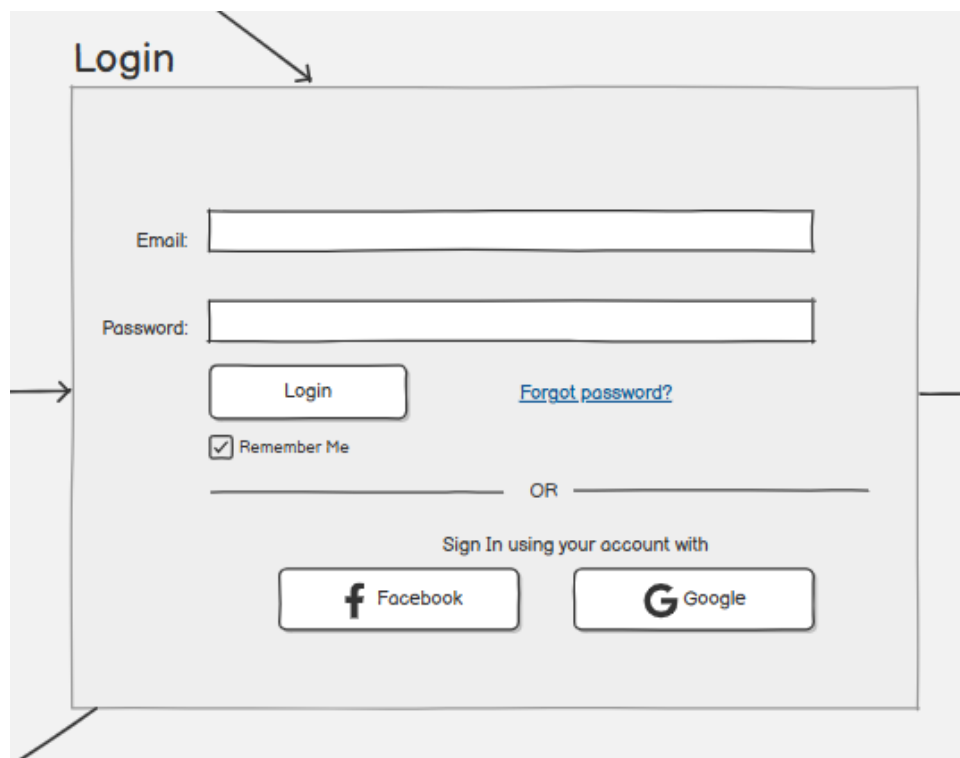 Login
Email:
Password:
Login
Forgot password?
Remember Me
OR
Sign In using your account with
Facebook
Google